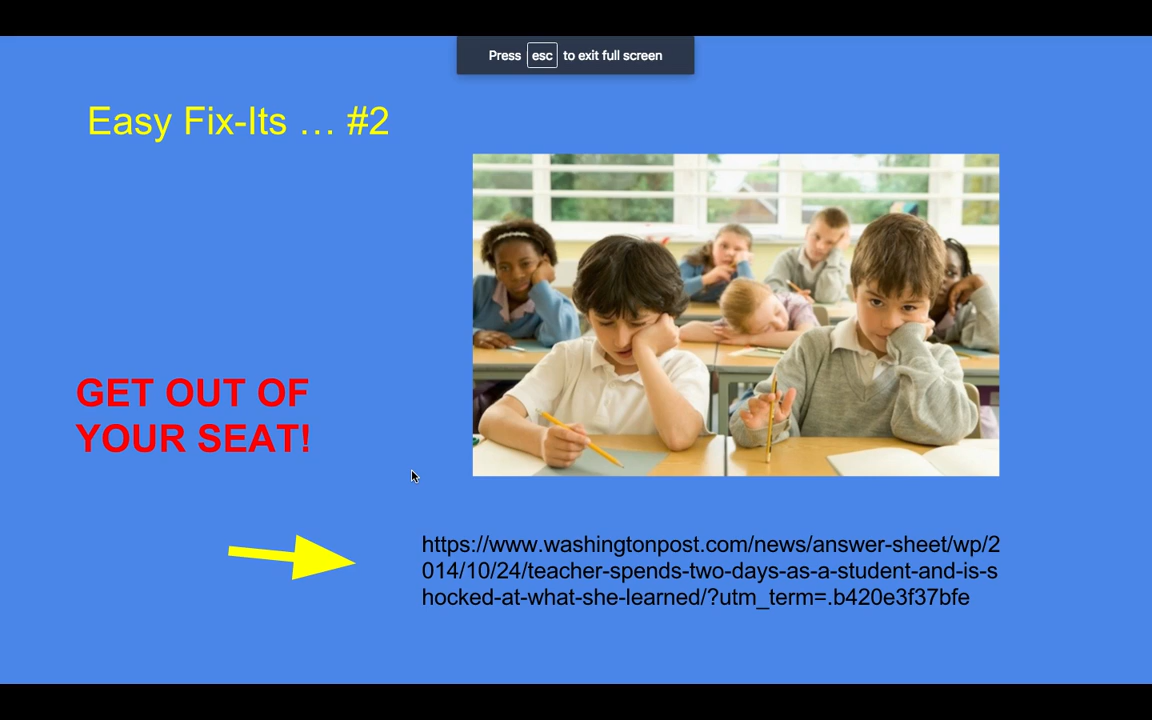 Press esc to exit full screen
Easy Fix-Its … #2
GET OUT OF
YOUR SEAT!
https://www.washingtonpost.com/news/answer-sheet/wp/2
014/10/24/teacher-spends-two-days-as-a-student-and-is-s
hocked-at-what-she-learned/?utm_term=.b420e3f37bfe